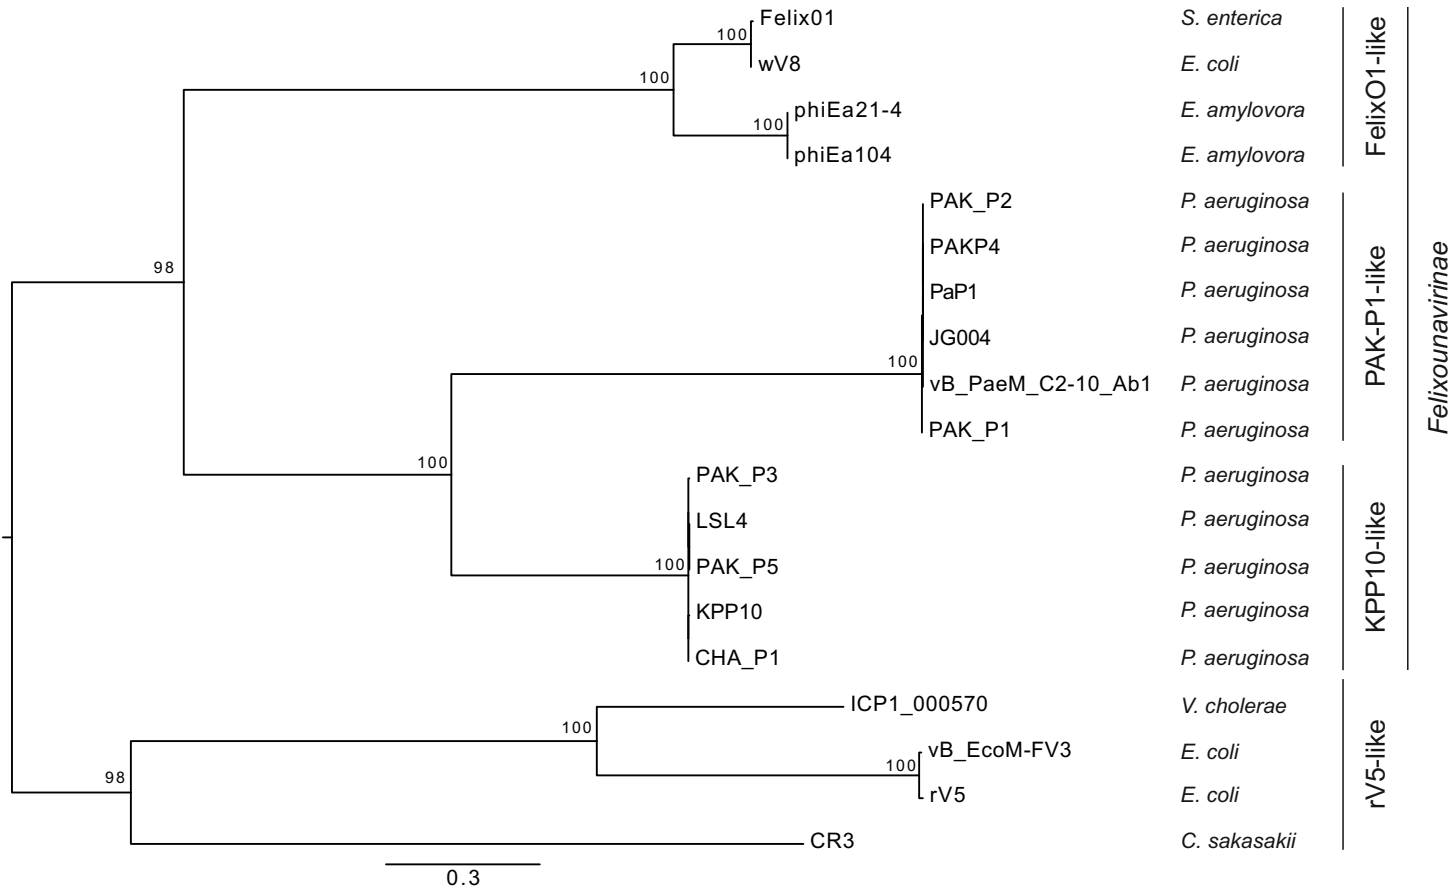 Felix01 S. enterica
100
wV8 E. coli
100
phiEa21-4 E. amylovora
100
phiEa104 E. amylovora
FelixO1-like
PAK_P2 P. aeruginosa
PAKP4 P. aeruginosa
98
PaP1 P. aeruginosa
JG004 P. aeruginosa
100
vB_PaeM_C2-10_Ab1 P. aeruginosa
PAK_P1 P. aeruginosa
PAK-P1-like
Felixounavirinae
100
PAK_P3 P. aeruginosa
LSL4 P. aeruginosa
100
PAK_P5 P. aeruginosa
KPP10 P. aeruginosa
CHA_P1 P. aeruginosa
KPP10-like
ICP1_000570 V. cholerae
100
vB_EcoM-FV3 E. coli
100
98
rV5 E. coli
CR3 C. sakasakii
rV5-like
0.3